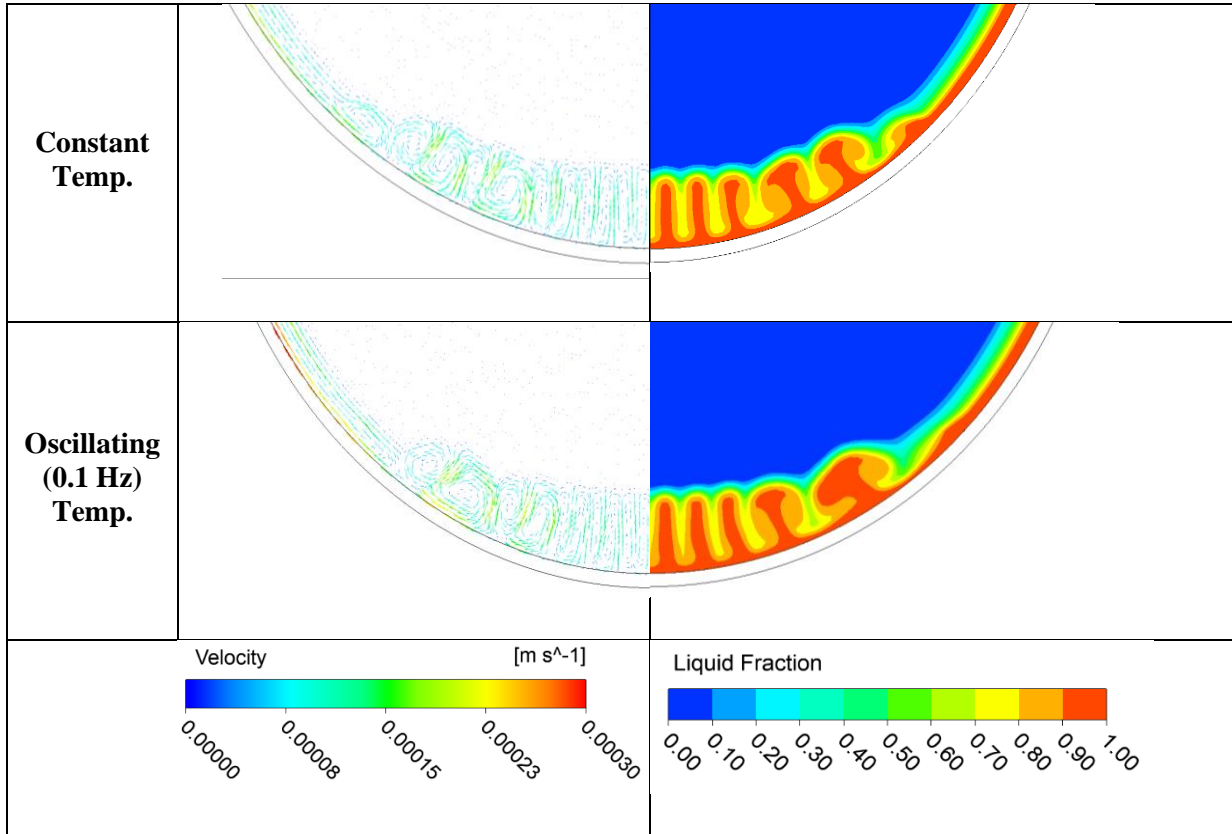 Constant
Temp.
Oscillating
(0.1 Hz)
Temp.
Velocity [m s^-1]
0.00000
0.00008
0.00015
0.00023
0.00030
Liquid Fraction
0.00
0.10
0.20
0.30
0.40
0.50
0.60
0.70
0.80
0.90
1.00